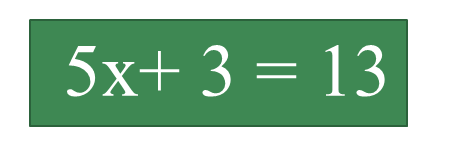 5x+ 3 = 13